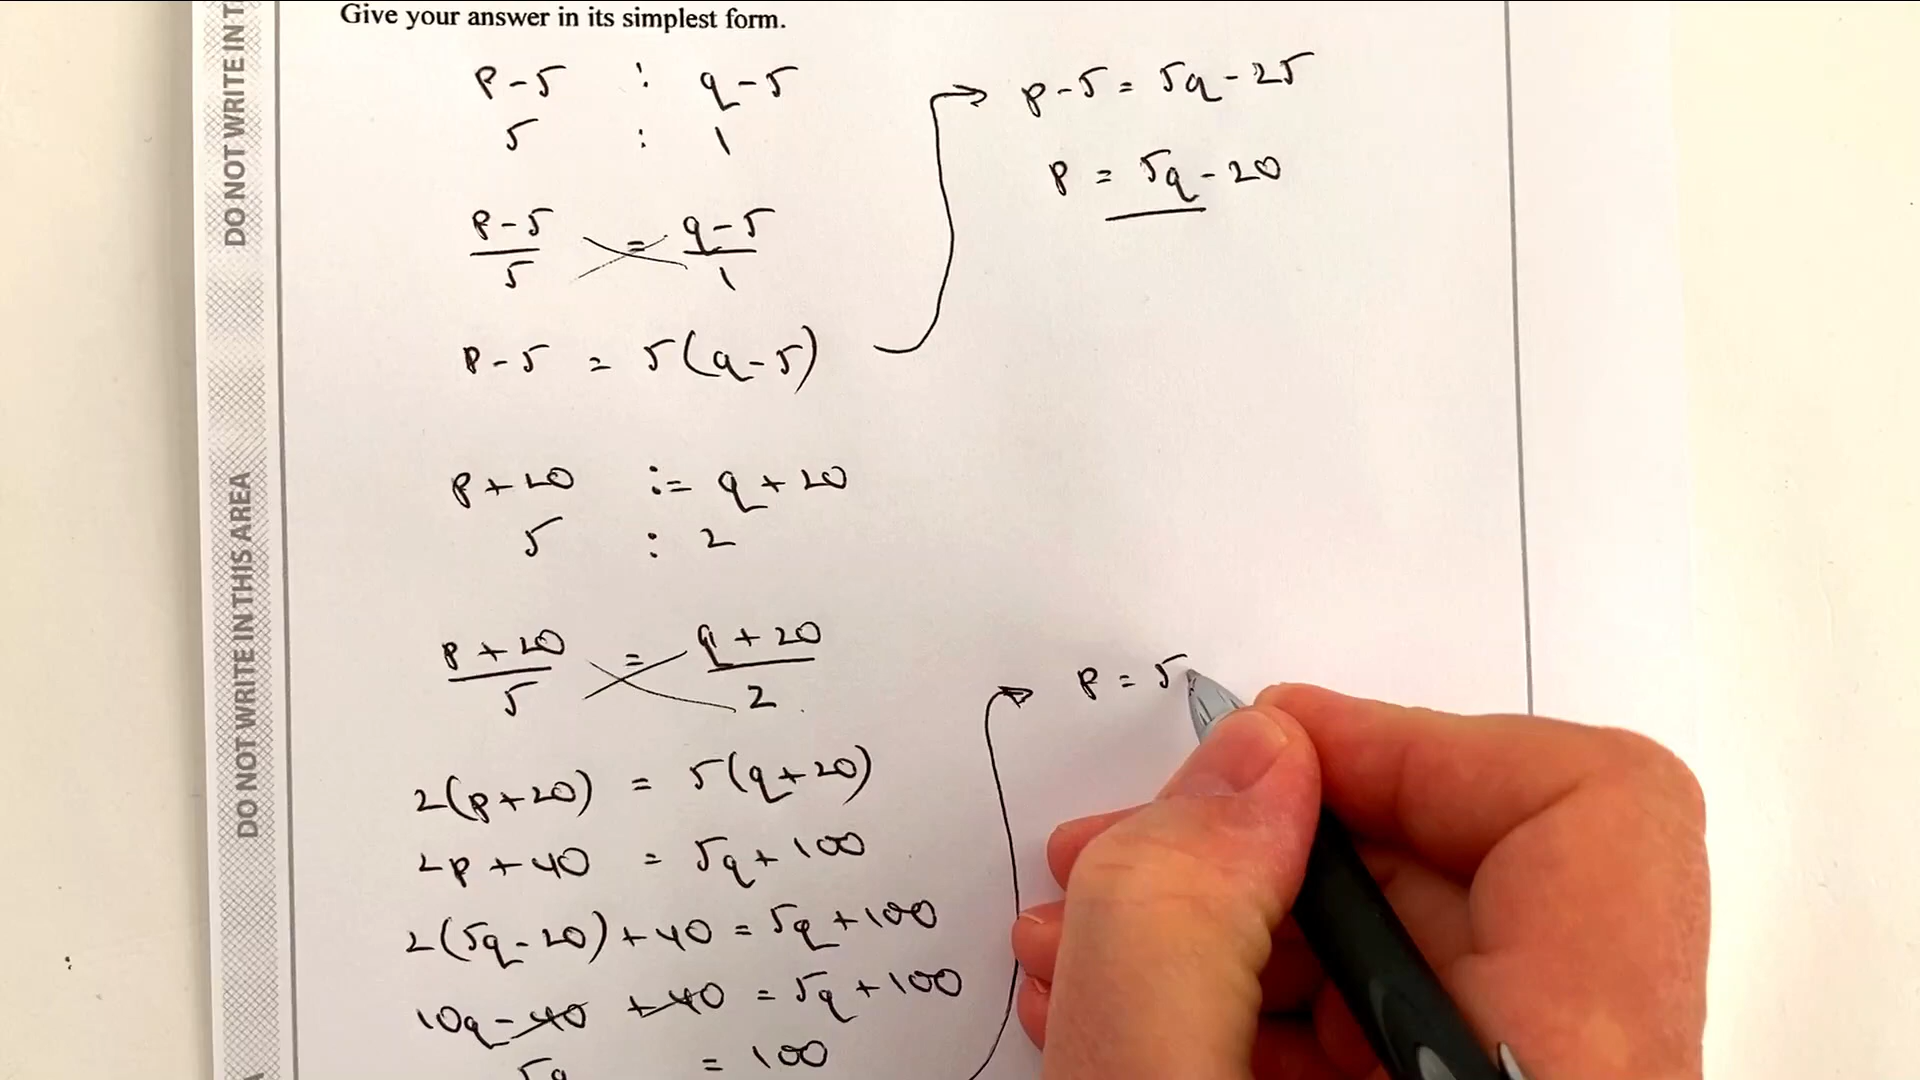 Give your answer in its simplest form.
p - 5 : q - 5
5 : 1
p - 5 / 5 = q - 5 / 1
p - 5 = 5(q - 5)
p - 5 = 5q - 25
p = 5q - 20
p + 20 := q + 20
5 : 2
p + 20 / 5 = q + 20 / 2
2(p + 20) = 5(q + 20)
2p + 40 = 5q + 100
2(5q - 20) + 40 = 5q + 100
10q - 40 + 40 = 5q + 100
5q = 100
p = 5
DO NOT WRITE IN T
DO NOT WRITE IN THIS AREA